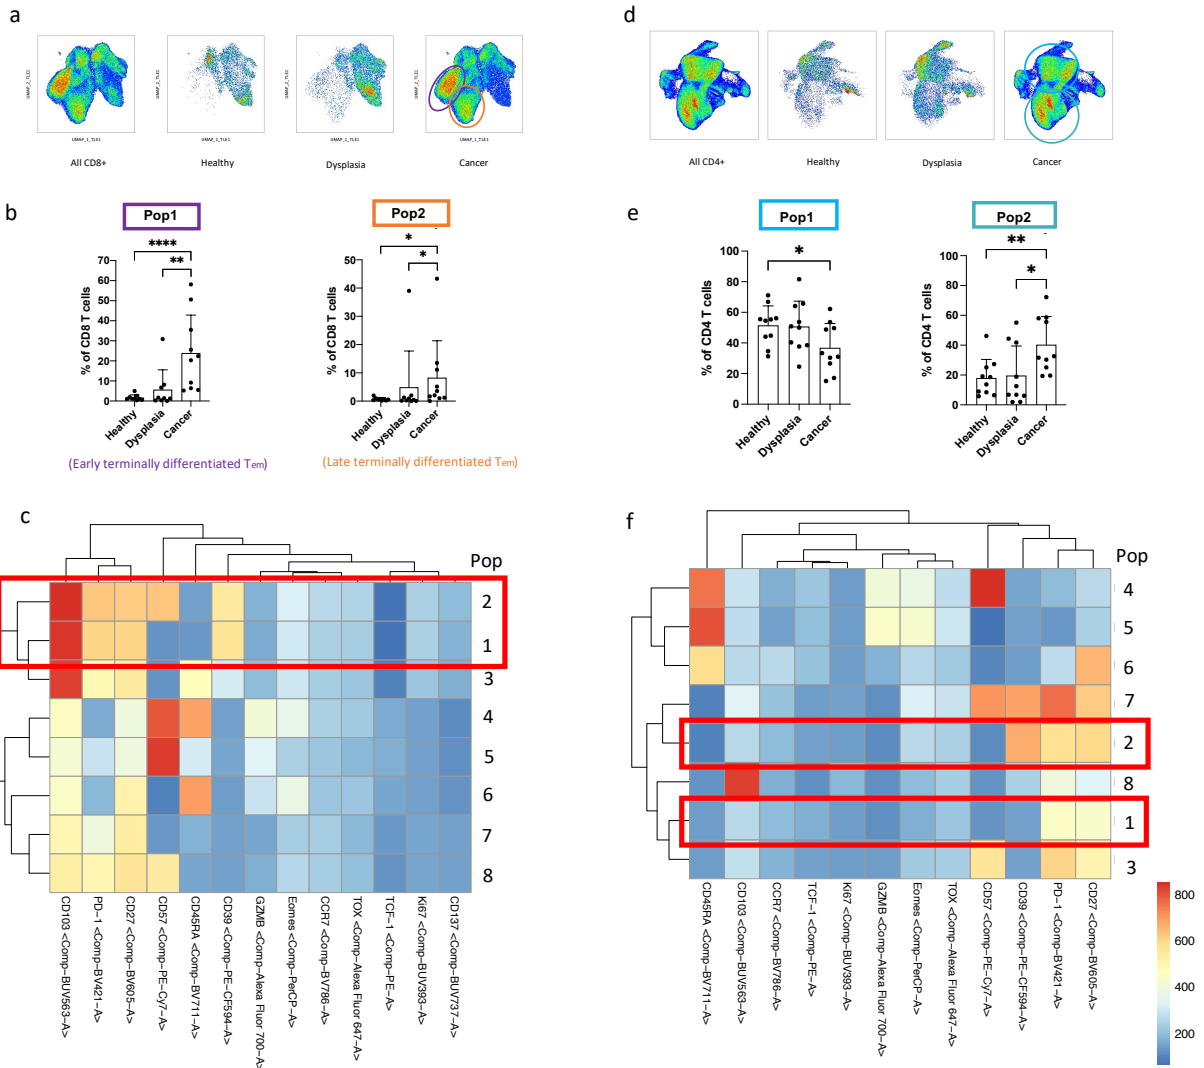 a
UMAP_2_TLE1
UMAP_2_TLE1
UMAP_2_TLE1
UMAP_2_TLE1
UMAP_1_TLE1
UMAP_1_TLE1
UMAP_1_TLE1
UMAP_1_TLE1
All CD8+
Healthy
Dysplasia
Cancer
d
All CD4+
Healthy
Dysplasia
Cancer
b
Pop1
****
**
% of CD8 T cells
70
60
50
40
30
20
10
0
Healthy
Dysplasia
Cancer
(Early terminally differentiated Tem)
Pop2
*
*
% of CD8 T cells
50
40
30
20
10
0
Healthy
Dysplasia
Cancer
(Late terminally differentiated Tem)
e
Pop1
*
% of CD4 T cells
100
80
60
40
20
0
Healthy
Dysplasia
Cancer
Pop2
**
*
% of CD4 T cells
100
80
60
40
20
0
Healthy
Dysplasia
Cancer
c
Pop
2
1
3
4
5
6
7
8
CD103 <Comp-BUV563-A>
PD-1 <Comp-BV421-A>
CD27 <Comp-BV605-A>
CD57 <Comp-PE-Cy7-A>
CD45RA <Comp-BV711-A>
CD39 <Comp-PE-CF594-A>
GZMB <Comp-Alexa Fluor 700-A>
Eomes <Comp-PerCP-A>
CCR7 <Comp-BV786-A>
TOX <Comp-Alexa Fluor 647-A>
TCF-1 <Comp-PE-A>
Ki67 <Comp-BUV393-A>
CD137 <Comp-BUV737-A>
f
Pop
4
5
6
7
2
8
1
3
CD45RA <Comp-BV711-A>
CD103 <Comp-BUV563-A>
CCR7 <Comp-BV786-A>
TCF-1 <Comp-PE-A>
Ki67 <Comp-BUV393-A>
GZMB <Comp-Alexa Fluor 700-A>
Eomes <Comp-PerCP-A>
TOX <Comp-Alexa Fluor 647-A>
CD57 <Comp-PE-Cy7-A>
CD39 <Comp-PE-CF594-A>
PD-1 <Comp-BV421-A>
CD27 <Comp-BV605-A>
800
600
400
200